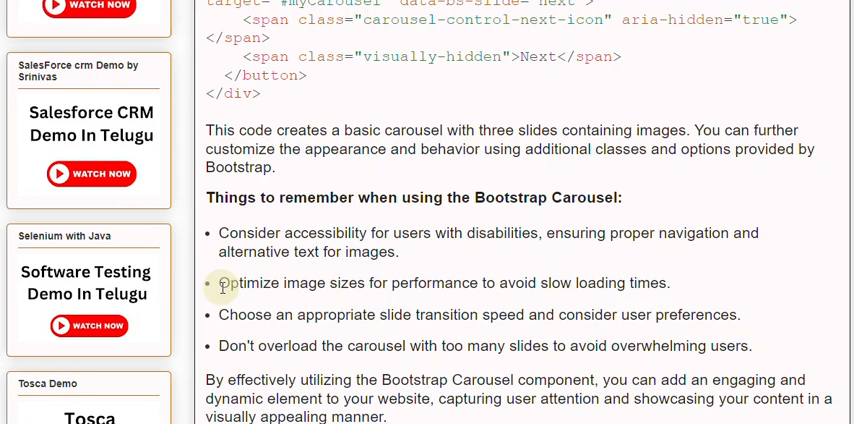 WATCH NOW
SalesForce crm Demo by
Srinivas
Salesforce CRM
Demo In Telugu
WATCH NOW
Selenium with Java
Software Testing
Demo In Telugu
WATCH NOW
Tosca Demo
Tosca
target="#myCarousel" data-bs-slide="next">
<span class="carousel-control-next-icon" aria-hidden="true">
</span>
<span class="visually-hidden">Next</span>
</button>
</div>
This code creates a basic carousel with three slides containing images. You can further
customize the appearance and behavior using additional classes and options provided by
Bootstrap.
Things to remember when using the Bootstrap Carousel:
• Consider accessibility for users with disabilities, ensuring proper navigation and
alternative text for images.
• Optimize image sizes for performance to avoid slow loading times.
• Choose an appropriate slide transition speed and consider user preferences.
• Don't overload the carousel with too many slides to avoid overwhelming users.
By effectively utilizing the Bootstrap Carousel component, you can add an engaging and
dynamic element to your website, capturing user attention and showcasing your content in a
visually appealing manner.